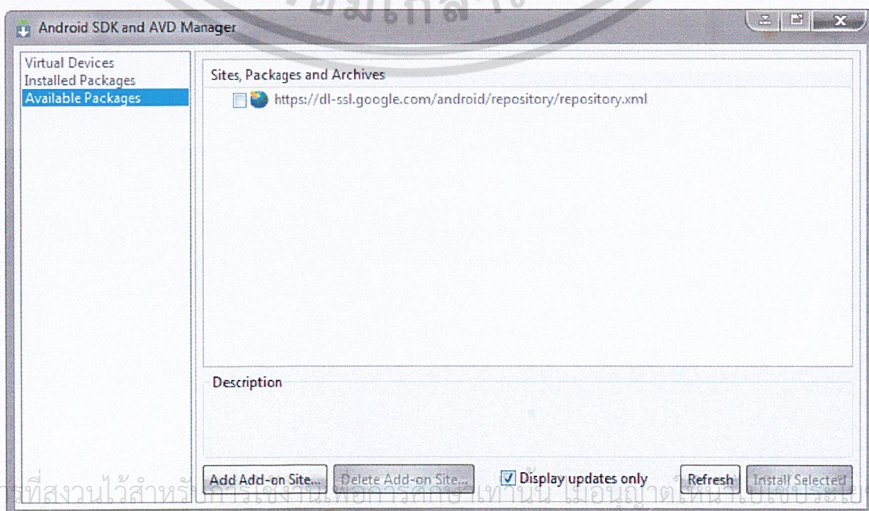 Android SDK and AVD Manager
Virtual Devices
Installed Packages
Available Packages
Sites, Packages and Archives
https://dl-ssl.google.com/android/repository/repository.xml
Description
Add Add-on Site...
Delete Add-on Site...
Display updates only
Refresh
Install Selected